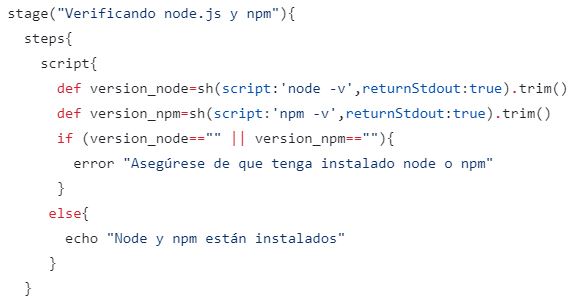 stage("Verificando node.js y npm"){
  steps{
    script{
      def version_node=sh(script:'node -v',returnStdout:true).trim()
      def version_npm=sh(script:'npm -v',returnStdout:true).trim()
      if (version_node=="" || version_npm==""){
        error "Asegúrese de que tenga instalado node o npm"
      }
     else{
       echo "Node y npm están instalados"
     }
  }